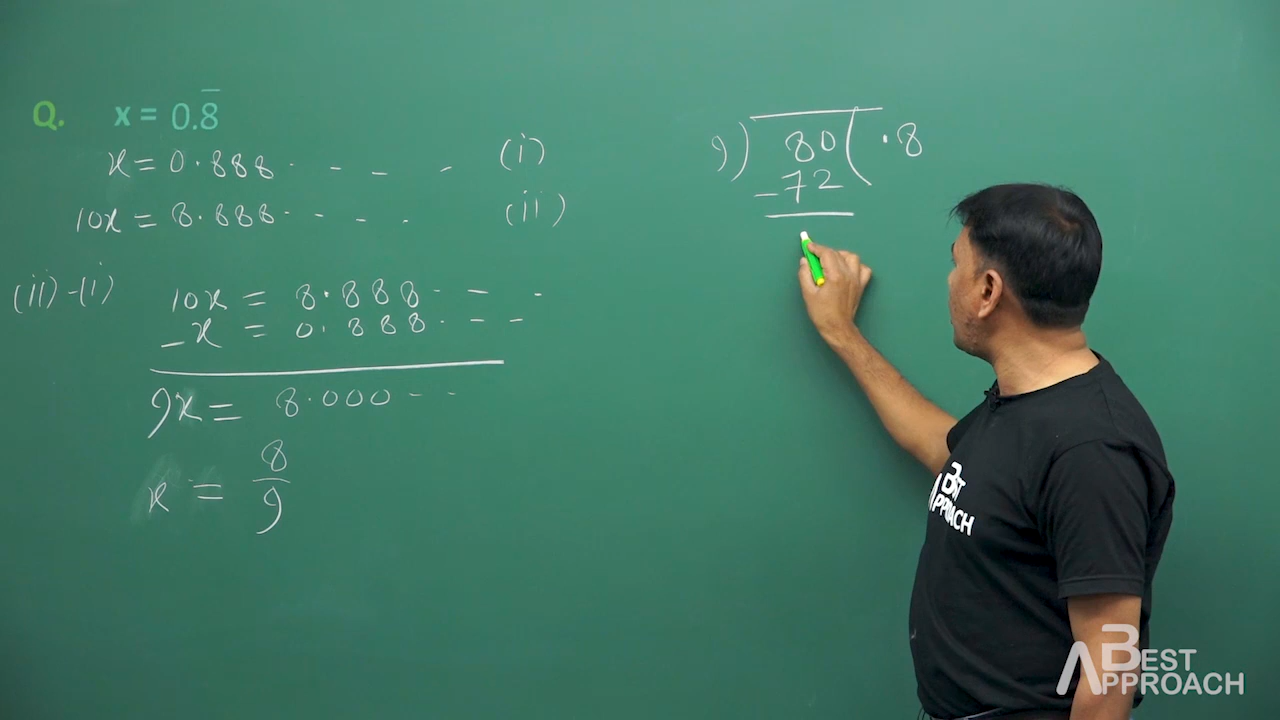 Q. x = 0.8̅
x = 0.888. - - - (i)
10x = 8.888. - - - (ii)
(ii) - (i) 10x = 8.888. - - -
- x = 0.888. - - -
9x = 8.000 - -
x = 8/9
9) 80 ( .8
- 72
BEST
APPROACH
BEST
APPROACH